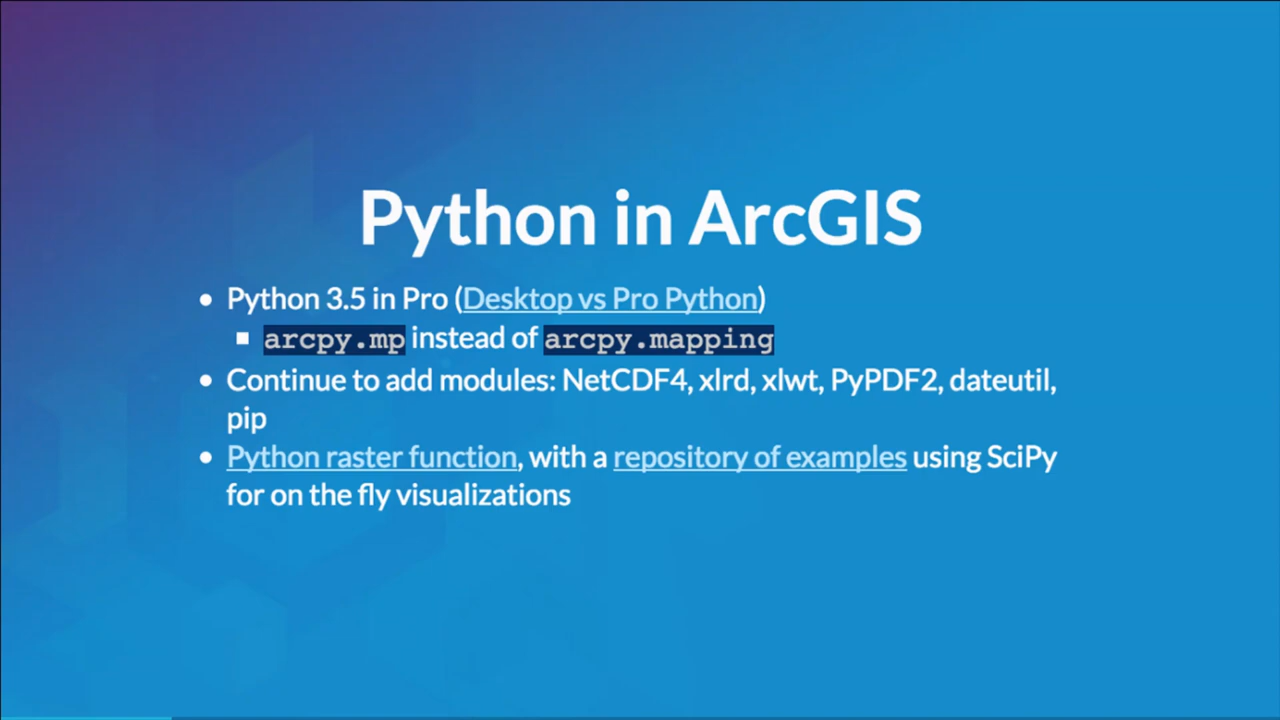 Python in ArcGIS
• Python 3.5 in Pro (Desktop vs Pro Python)
▪ arcpy.mp instead of arcpy.mapping
• Continue to add modules: NetCDF4, xlrd, xlwt, PyPDF2, dateutil,
pip
• Python raster function, with a repository of examples using SciPy
for on the fly visualizations